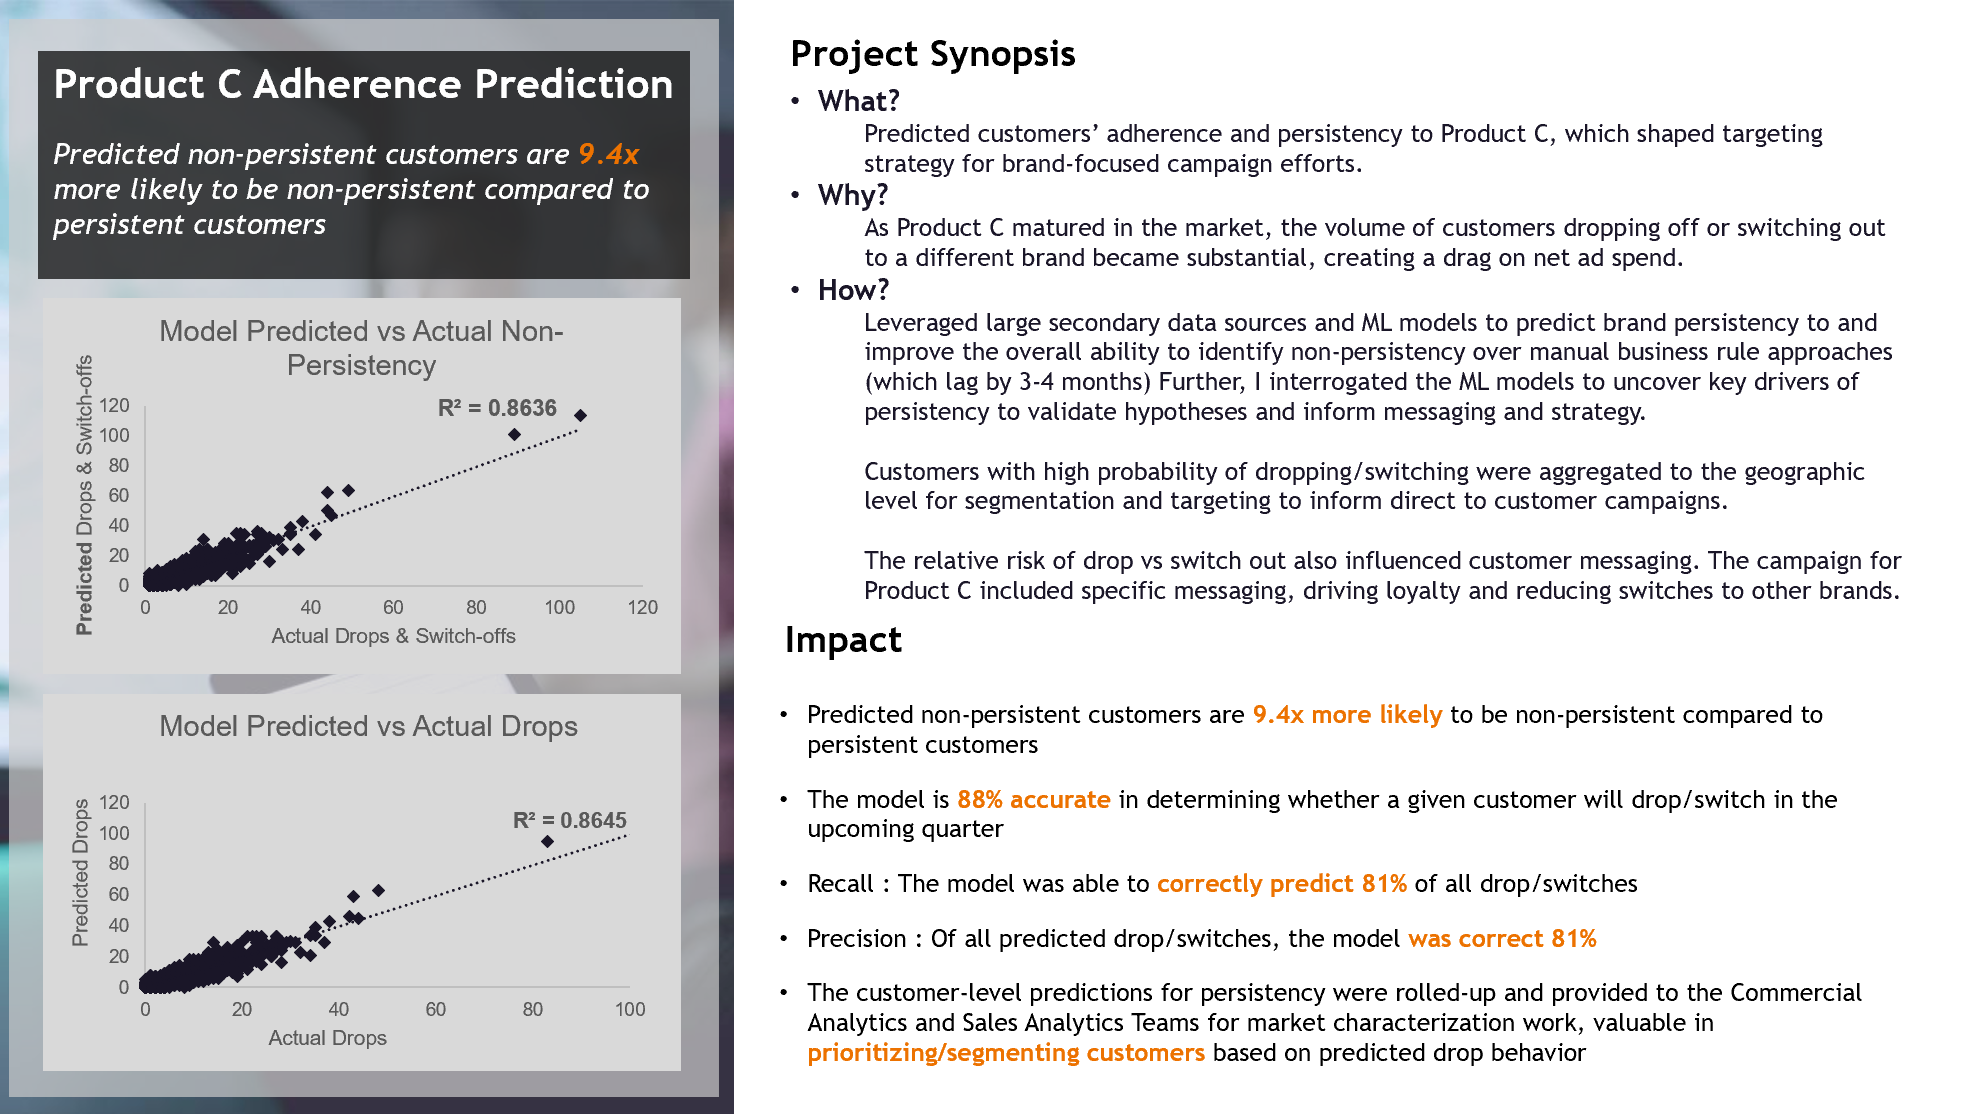 Product C Adherence Prediction
Predicted non-persistent customers are 9.4x
more likely to be non-persistent compared to
persistent customers
Model Predicted vs Actual Non-
Persistency
Predicted Drops & Switch-offs
R² = 0.8636
120
100
80
60
40
20
0
0 20 40 60 80 100 120
Actual Drops & Switch-offs
Model Predicted vs Actual Drops
Predicted Drops
R² = 0.8645
120
100
80
60
40
20
0
0 20 40 60 80 100
Actual Drops
Project Synopsis
• What?
Predicted customers’ adherence and persistency to Product C, which shaped targeting
strategy for brand-focused campaign efforts.
• Why?
As Product C matured in the market, the volume of customers dropping off or switching out
to a different brand became substantial, creating a drag on net ad spend.
• How?
Leveraged large secondary data sources and ML models to predict brand persistency to and
improve the overall ability to identify non-persistency over manual business rule approaches
(which lag by 3-4 months) Further, I interrogated the ML models to uncover key drivers of
persistency to validate hypotheses and inform messaging and strategy.
Customers with high probability of dropping/switching were aggregated to the geographic
level for segmentation and targeting to inform direct to customer campaigns.
The relative risk of drop vs switch out also influenced customer messaging. The campaign for
Product C included specific messaging, driving loyalty and reducing switches to other brands.
Impact
• Predicted non-persistent customers are 9.4x more likely to be non-persistent compared to
persistent customers
• The model is 88% accurate in determining whether a given customer will drop/switch in the
upcoming quarter
• Recall : The model was able to correctly predict 81% of all drop/switches
• Precision : Of all predicted drop/switches, the model was correct 81%
• The customer-level predictions for persistency were rolled-up and provided to the Commercial
Analytics and Sales Analytics Teams for market characterization work, valuable in
prioritizing/segmenting customers based on predicted drop behavior